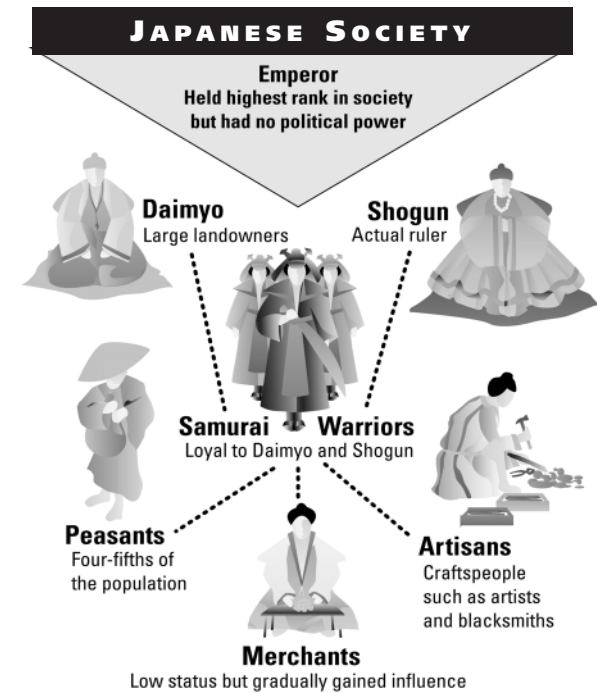 JAPANESE SOCIETY
Emperor
Held highest rank in society
but had no political power
Daimyo
Large landowners
Shogun
Actual ruler
Samurai Warriors
Loyal to Daimyo and Shogun
Peasants
Four-fifths of
the population
Artisans
Craftspeople
such as artists
and blacksmiths
Merchants
Low status but gradually gained influence